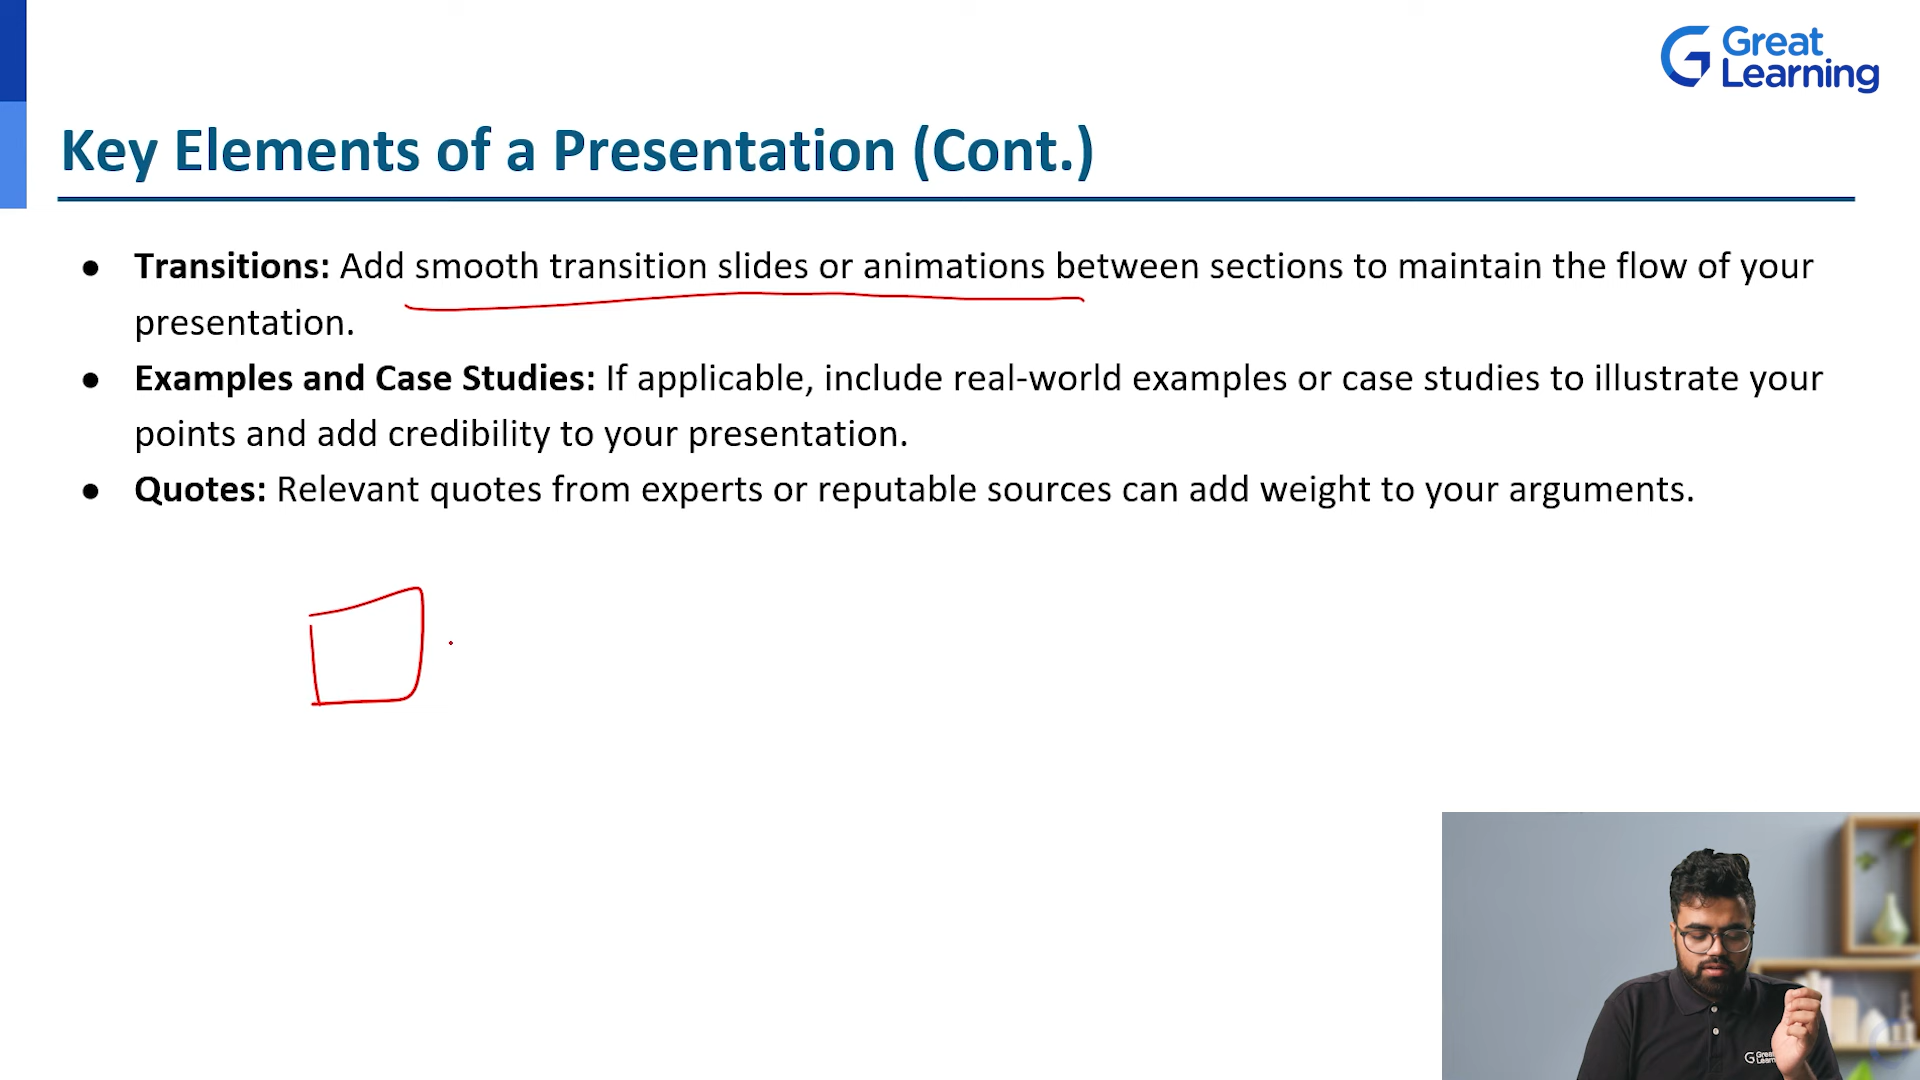 Great
Learning
Key Elements of a Presentation (Cont.)
● Transitions: Add smooth transition slides or animations between sections to maintain the flow of your
presentation.
● Examples and Case Studies: If applicable, include real-world examples or case studies to illustrate your
points and add credibility to your presentation.
● Quotes: Relevant quotes from experts or reputable sources can add weight to your arguments.
Great
Learning